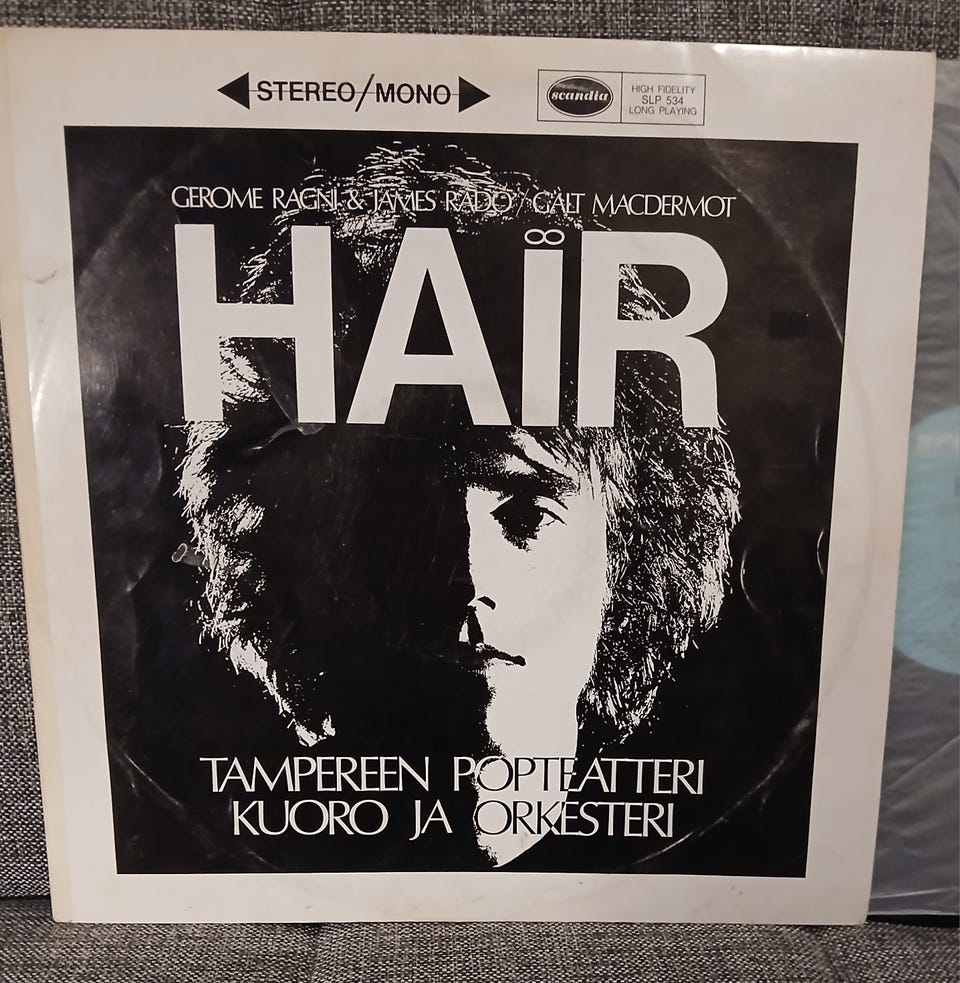 STEREO/MONO
scandia
HIGH FIDELITY
SLP 534
LONG PLAYING
GEROME RAGNI & JAMES RADO / GALT MACDERMOT
HAÏR
TAMPEREEN POPTEATTERI
KUORO JA ORKESTERI